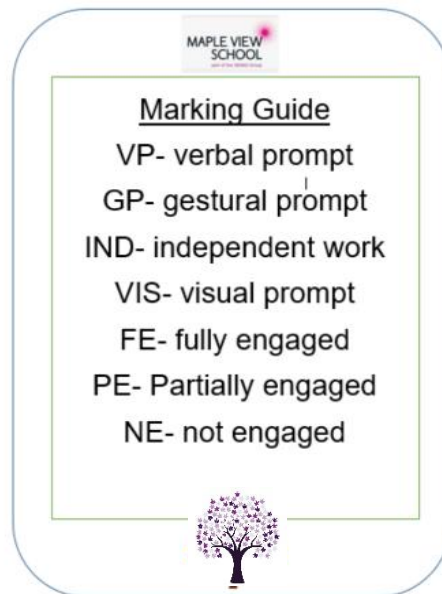 MAPLE VIEW
SCHOOL
Marking Guide
VP- verbal prompt
GP- gestural prompt
IND- independent work
VIS- visual prompt
FE- fully engaged
PE- Partially engaged
NE- not engaged